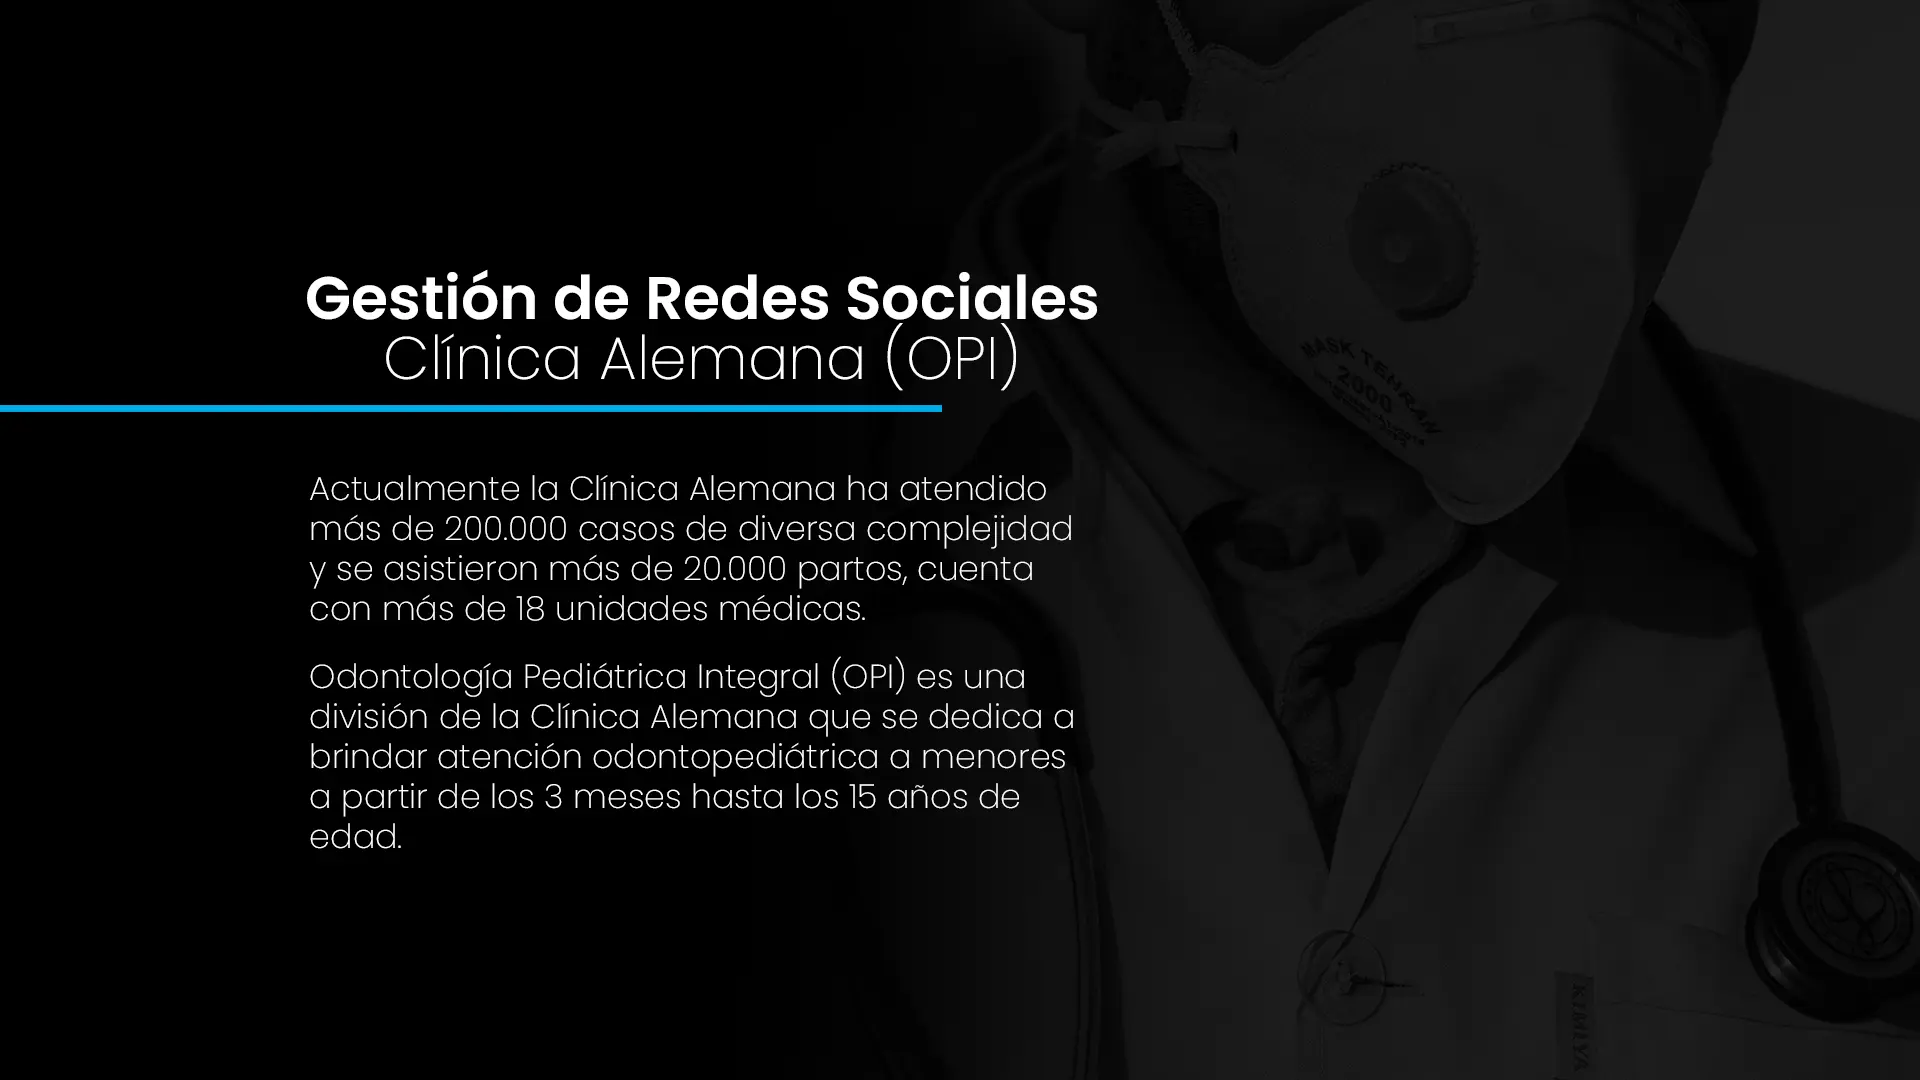 Gestión de Redes Sociales
Clínica Alemana (OPI)
Actualmente la Clínica Alemana ha atendido
más de 200.000 casos de diversa complejidad
y se asistieron más de 20.000 partos, cuenta
con más de 18 unidades médicas.
Odontología Pediátrica Integral (OPI) es una
división de la Clínica Alemana que se dedica a
brindar atención odontopediátrica a menores
a partir de los 3 meses hasta los 15 años de
edad.
MASK TEHRAN
2000